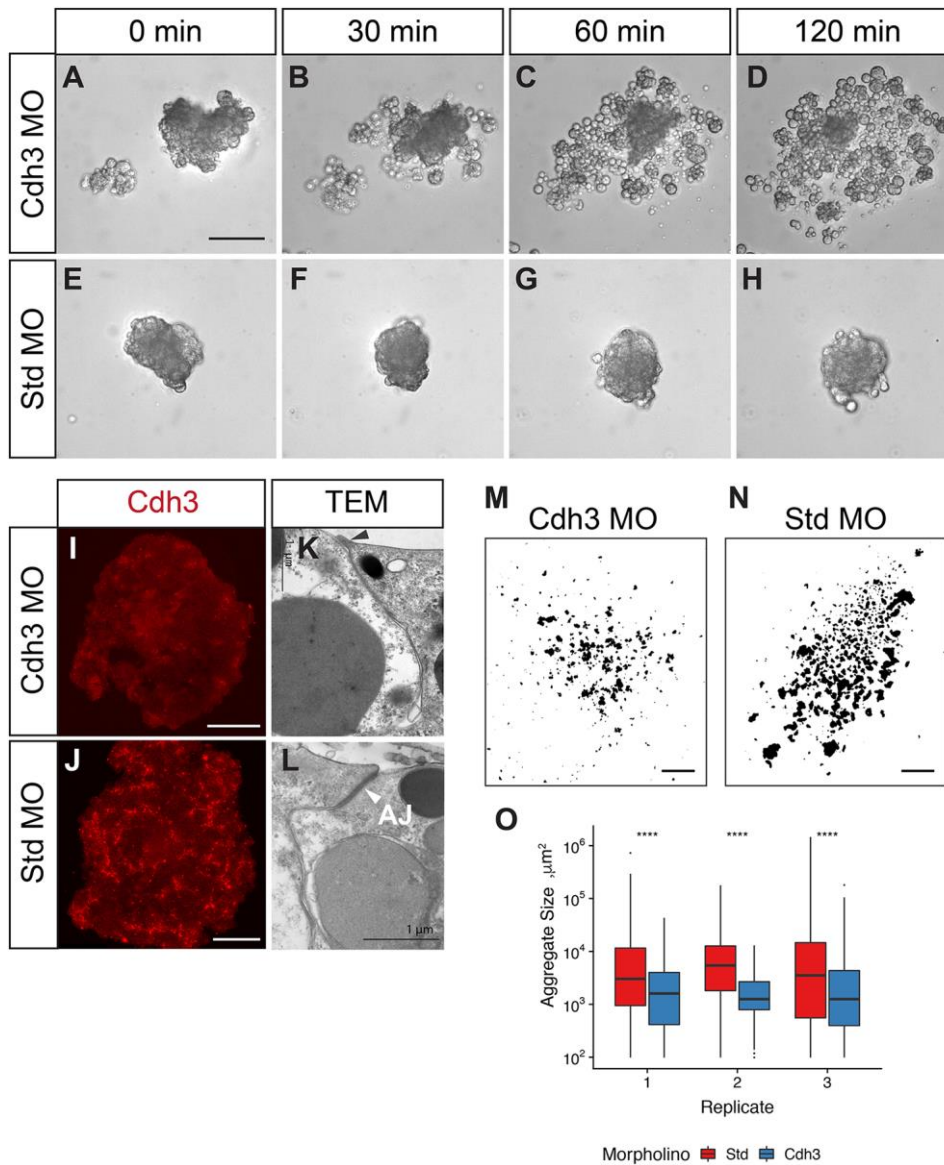 0 min
30 min
60 min
120 min
Cdh3 MO
A
B
C
D
Std MO
E
F
G
H
Cdh3
TEM
Cdh3 MO
I
K
1 μm
Std MO
J
L
AJ
1 μm
M
Cdh3 MO
N
Std MO
O
Aggregate Size ,μm²
10⁶
10⁵
10⁴
10³
10²
**** **** ****
1 2 3
Replicate
Morpholino Std Cdh3